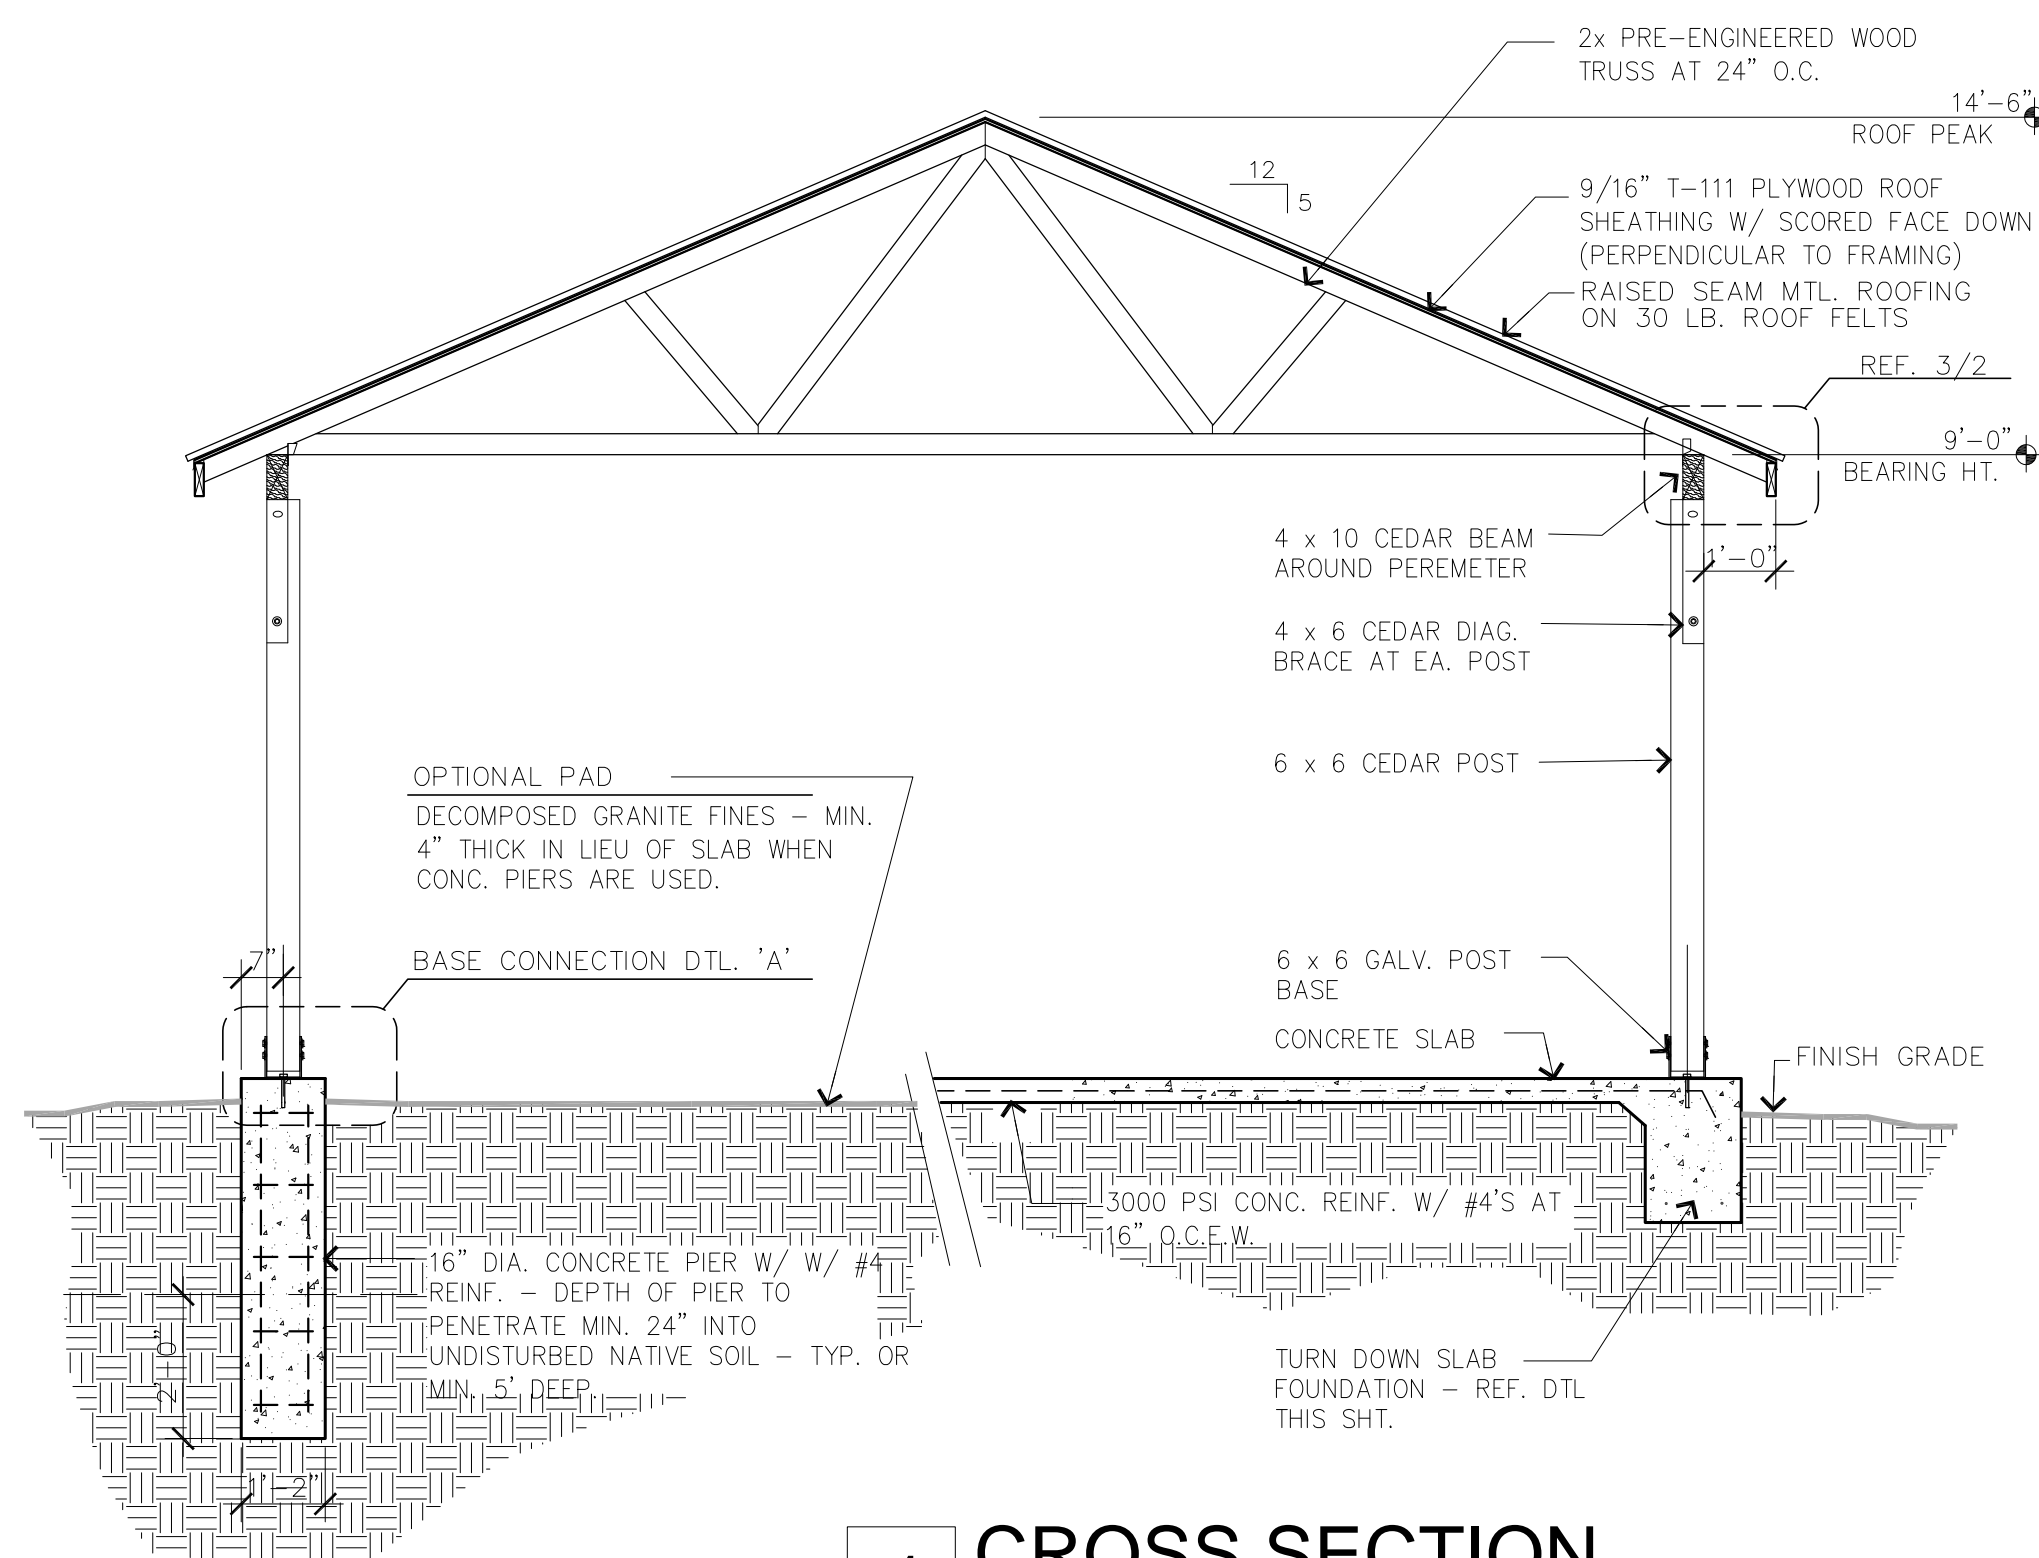 2x PRE-ENGINEERED WOOD
TRUSS AT 24" O.C.
14'-6"
ROOF PEAK
12
5
9/16" T-111 PLYWOOD ROOF
SHEATHING W/ SCORED FACE DOWN
(PERPENDICULAR TO FRAMING)
RAISED SEAM MTL. ROOFING
ON 30 LB. ROOF FELTS
REF. 3/2
9'-0"
BEARING HT.
4 x 10 CEDAR BEAM
AROUND PEREMETER
1'-0"
4 x 6 CEDAR DIAG.
BRACE AT EA. POST
6 x 6 CEDAR POST
OPTIONAL PAD
DECOMPOSED GRANITE FINES - MIN.
4" THICK IN LIEU OF SLAB WHEN
CONC. PIERS ARE USED.
7"
BASE CONNECTION DTL. 'A'
6 x 6 GALV. POST
BASE
CONCRETE SLAB
FINISH GRADE
3000 PSI CONC. REINF. W/ #4'S AT
16" O.C.E.W.
16" DIA. CONCRETE PIER W/ W/ #4
REINF. - DEPTH OF PIER TO
PENETRATE MIN. 24" INTO
UNDISTURBED NATIVE SOIL - TYP. OR
MIN. 5' DEEP.
2'-0"
1'-2"
TURN DOWN SLAB
FOUNDATION - REF. DTL
THIS SHT.
CROSS SECTION